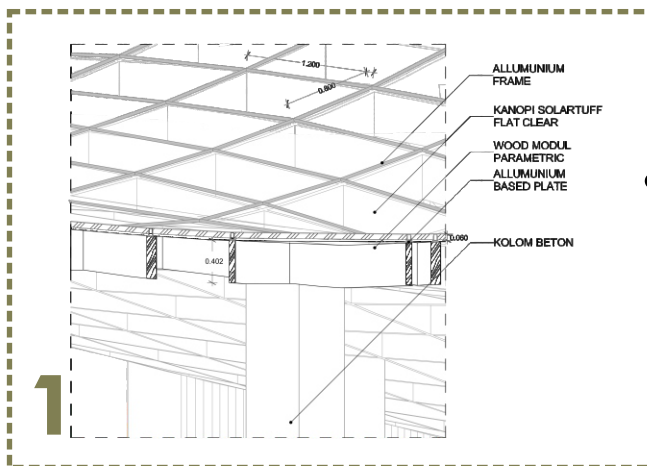 1.200
0.800
ALLUMUNIUM
FRAME
KANOPI SOLARTUFF
FLAT CLEAR
WOOD MODUL
PARAMETRIC
ALLUMUNIUM
BASED PLATE
0.060
KOLOM BETON
0.402
1